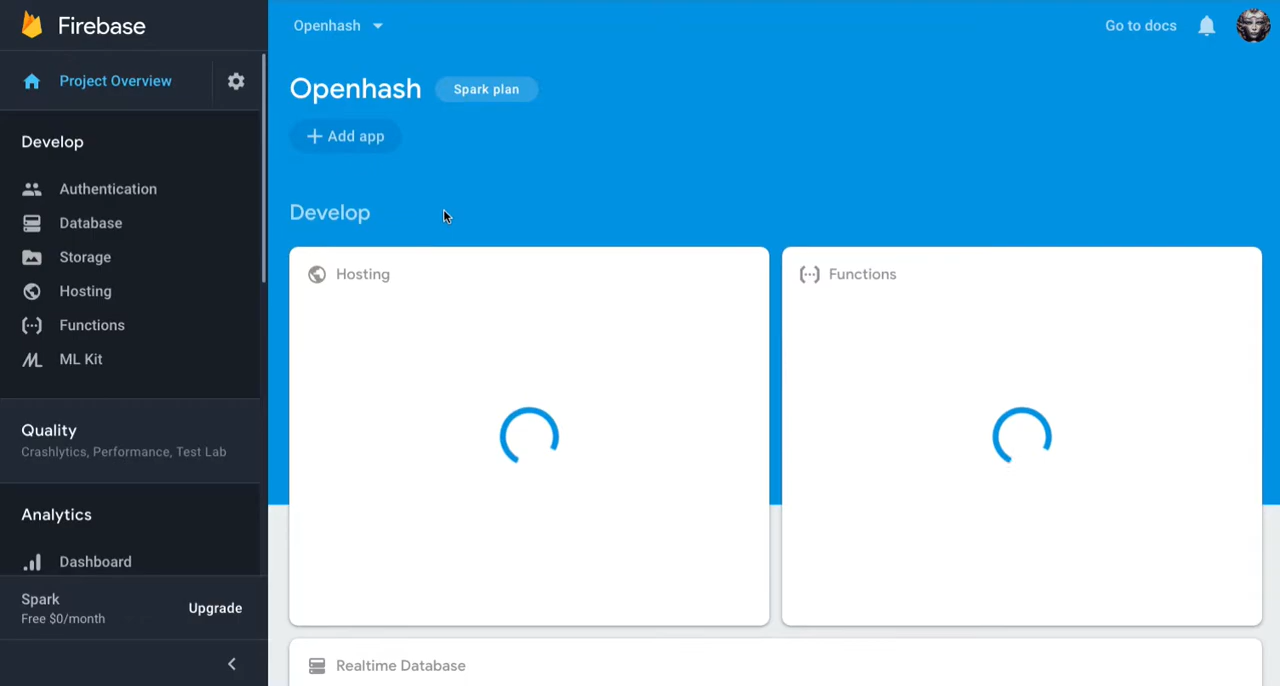 Firebase
Project Overview
Develop
Authentication
Database
Storage
Hosting
Functions
ML Kit
Quality
Crashlytics, Performance, Test Lab
Analytics
Dashboard
Spark
Free $0/month
Upgrade
Openhash
Go to docs
Openhash
Spark plan
+ Add app
Develop
Hosting
Functions
Realtime Database